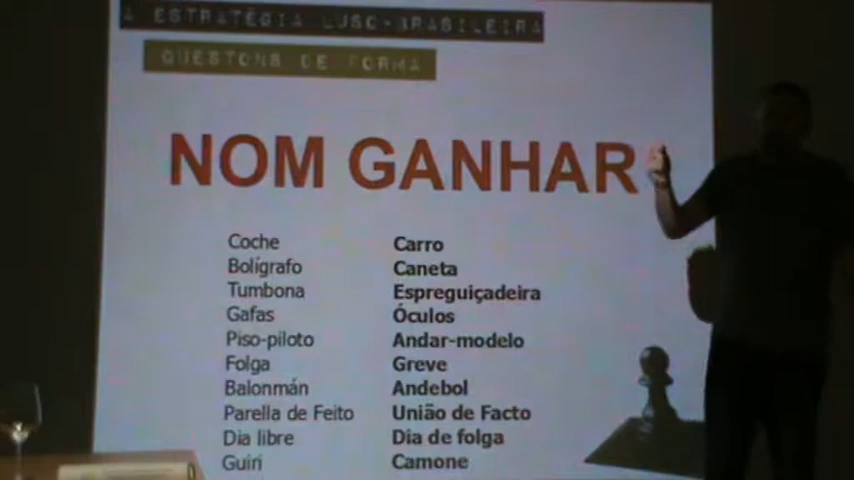 A ESTRATÉGIA LUSO-BRASILEIRA
QUESTONS DE FORMA
NOM GANHAR
Coche Carro
Bolígrafo Caneta
Tumbona Espreguiçadeira
Gafas Óculos
Piso-piloto Andar-modelo
Folga Greve
Balonmán Andebol
Parella de Feito União de Facto
Dia libre Dia de folga
Guiri Camone